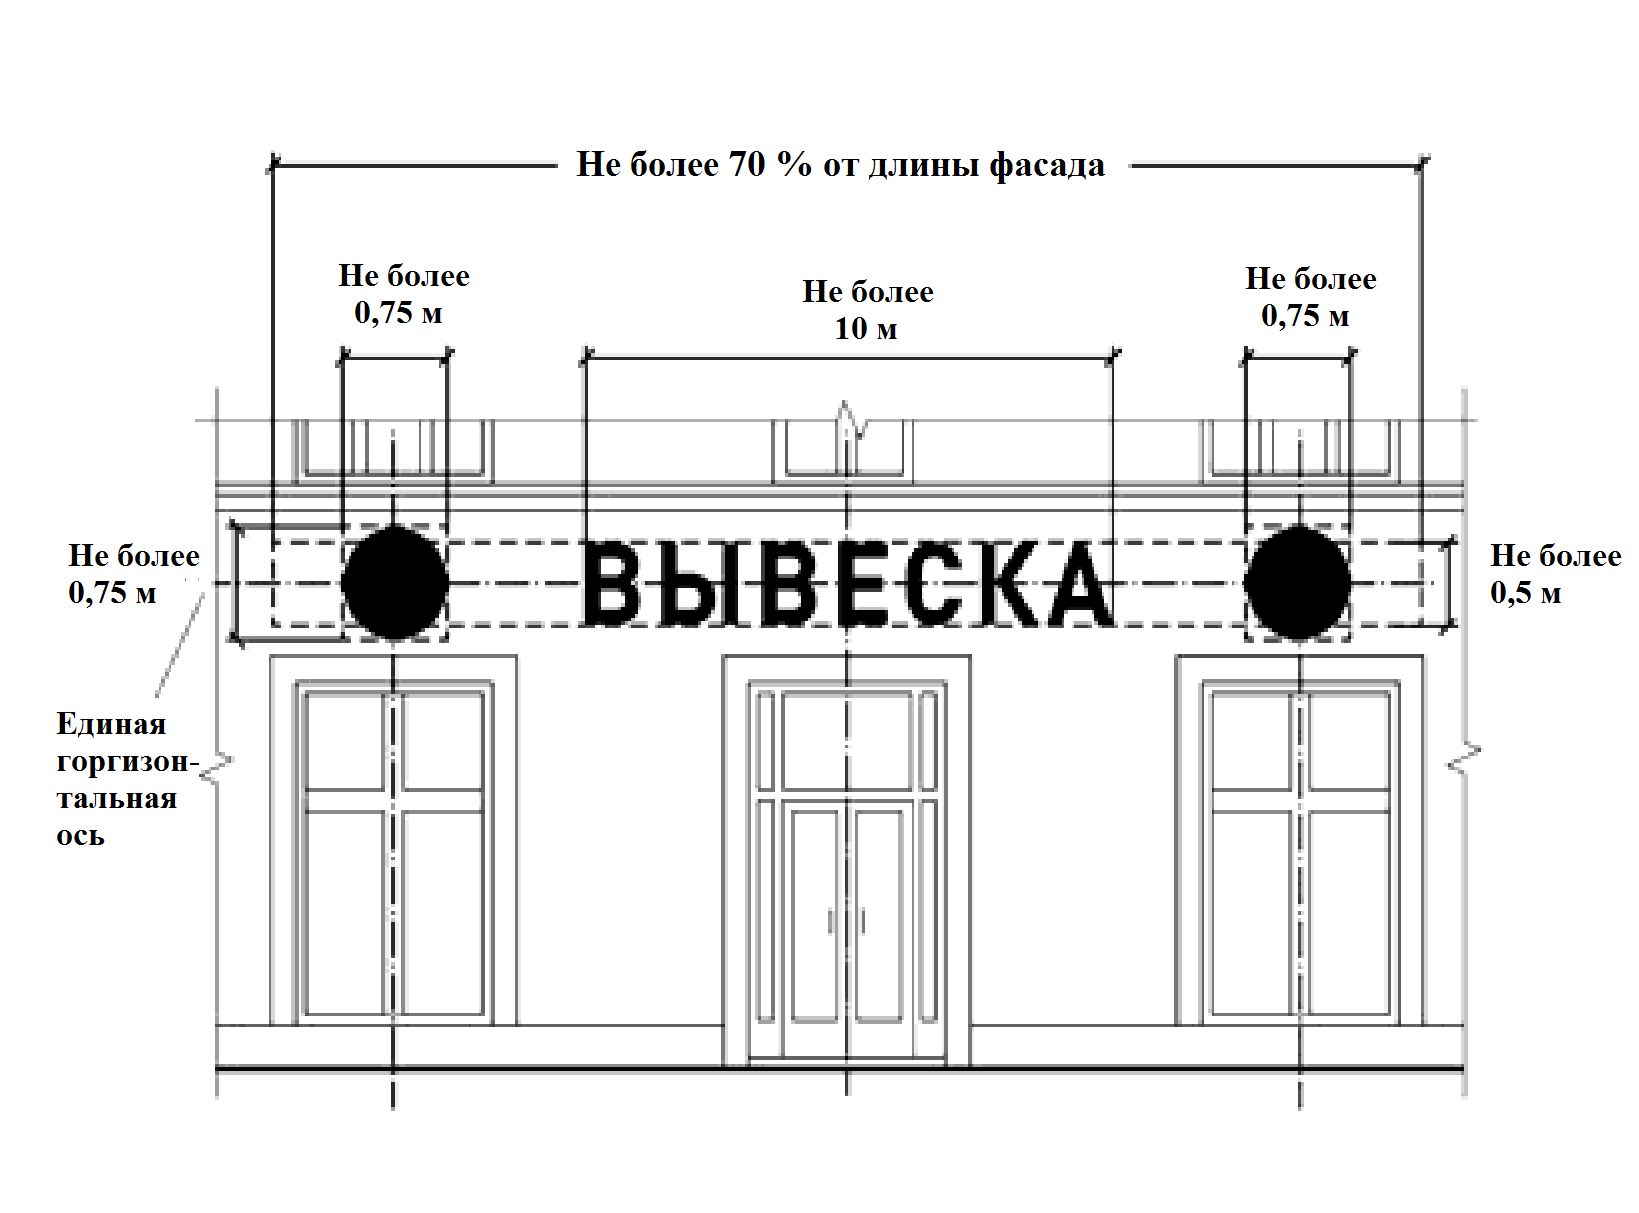 Не более 70 % от длины фасада
Не более
0,75 м
Не более
10 м
Не более
0,75 м
Не более
0,75 м
ВЫВЕСКА
Не более
0,5 м
Единая
горгизон-
тальная
ось